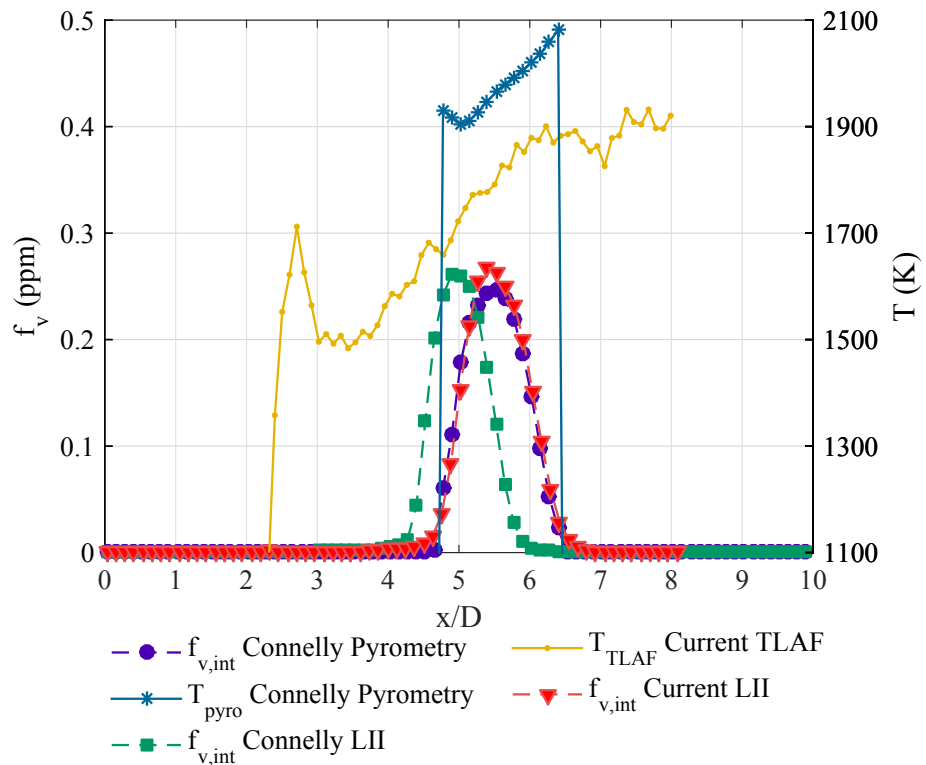 0.5
0.4
0.3
0.2
0.1
0
f_v (ppm)
2100
1900
1700
1500
1300
1100
T (K)
0 1 2 3 4 5 6 7 8 9 10
x/D
f_v,int Connelly Pyrometry
T_pyro Connelly Pyrometry
f_v,int Connelly LII
T_TLAF Current TLAF
f_v,int Current LII